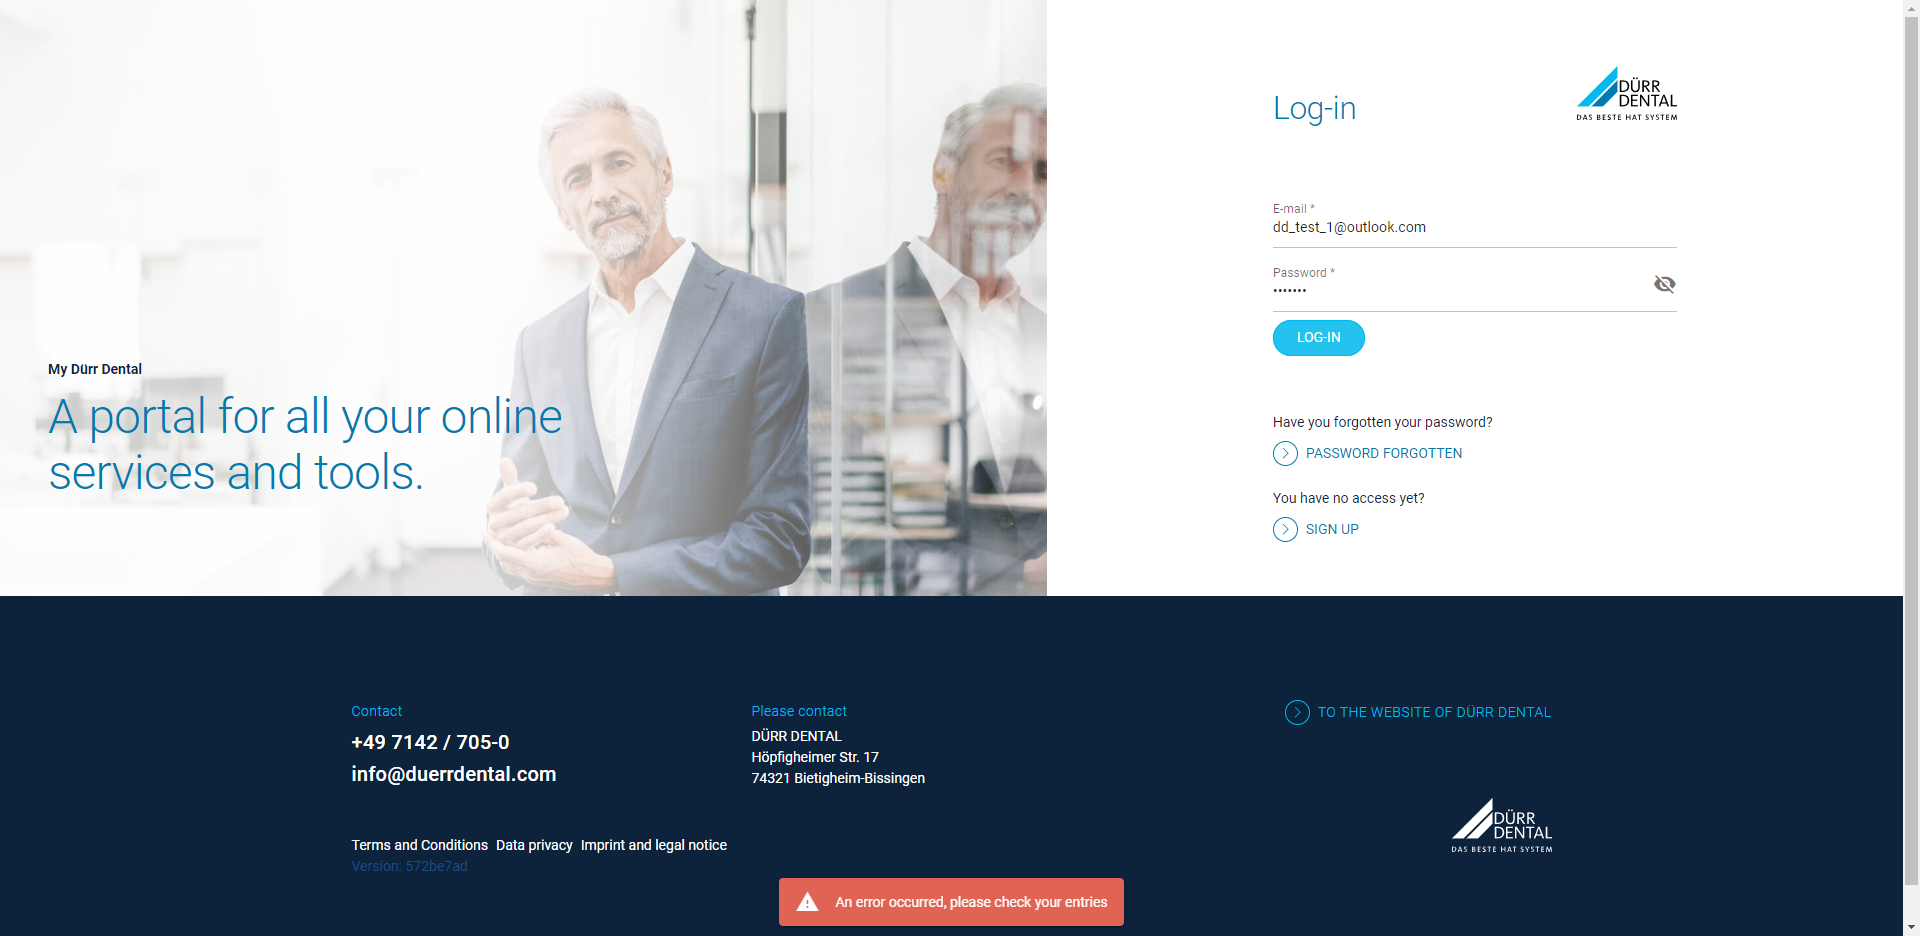 My Dürr Dental
A portal for all your online
services and tools.
Log-in
DÜRR
DENTAL
DAS BESTE HAT SYSTEM
E-mail *
dd_test_1@outlook.com
Password *
•••••••
LOG-IN
Have you forgotten your password?
PASSWORD FORGOTTEN
You have no access yet?
SIGN UP
Contact
+49 7142 / 705-0
info@duerrdental.com
Please contact
DÜRR DENTAL
Höpfigheimer Str. 17
74321 Bietigheim-Bissingen
TO THE WEBSITE OF DÜRR DENTAL
DÜRR
DENTAL
DAS BESTE HAT SYSTEM
Terms and Conditions Data privacy Imprint and legal notice
Version: 572be7ad
An error occurred, please check your entries